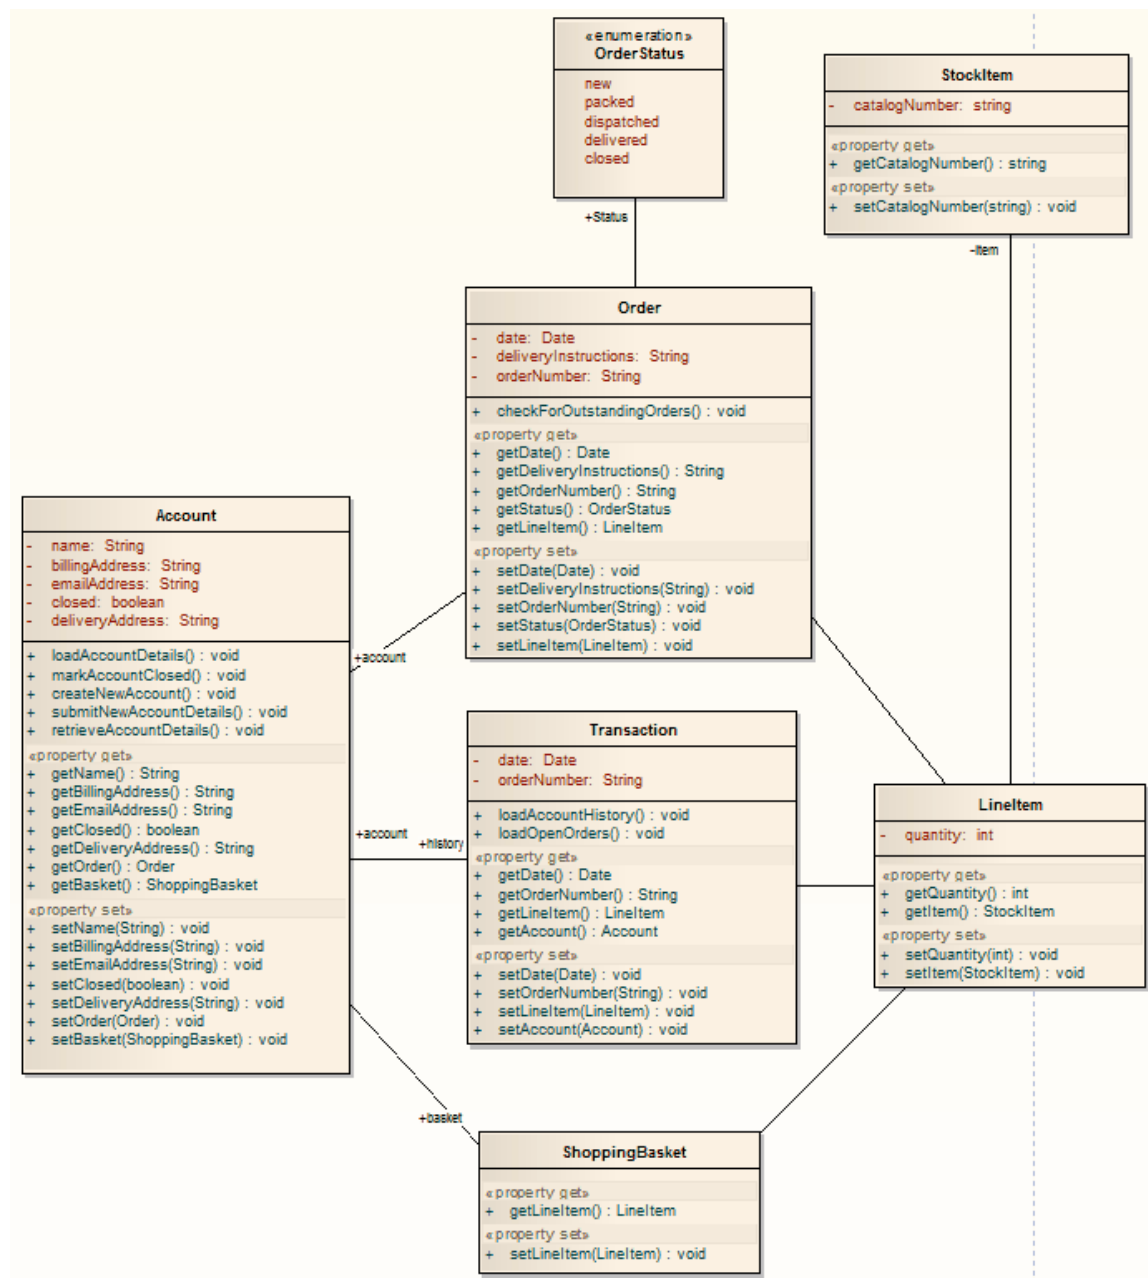 «enumeration»
OrderStatus
new
packed
dispatched
delivered
closed
+Status
StockItem
- catalogNumber: string
«property get»
+ getCatalogNumber() : string
«property set»
+ setCatalogNumber(string) : void
-Item
Order
- date: Date
- deliveryInstructions: String
- orderNumber: String
+ checkForOutstandingOrders() : void
«property get»
+ getDate() : Date
+ getDeliveryInstructions() : String
+ getOrderNumber() : String
+ getStatus() : OrderStatus
+ getLineItem() : LineItem
«property set»
+ setDate(Date) : void
+ setDeliveryInstructions(String) : void
+ setOrderNumber(String) : void
+ setStatus(OrderStatus) : void
+ setLineItem(LineItem) : void
Account
- name: String
- billingAddress: String
- emailAddress: String
- closed: boolean
- deliveryAddress: String
+ loadAccountDetails() : void
+ markAccountClosed() : void
+ createNewAccount() : void
+ submitNewAccountDetails() : void
+ retrieveAccountDetails() : void
«property get»
+ getName() : String
+ getBillingAddress() : String
+ getEmailAddress() : String
+ getClosed() : boolean
+ getDeliveryAddress() : String
+ getOrder() : Order
+ getBasket() : ShoppingBasket
«property set»
+ setName(String) : void
+ setBillingAddress(String) : void
+ setEmailAddress(String) : void
+ setClosed(boolean) : void
+ setDeliveryAddress(String) : void
+ setOrder(Order) : void
+ setBasket(ShoppingBasket) : void
+account
+account
+history
+basket
Transaction
- date: Date
- orderNumber: String
+ loadAccountHistory() : void
+ loadOpenOrders() : void
«property get»
+ getDate() : Date
+ getOrderNumber() : String
+ getLineItem() : LineItem
+ getAccount() : Account
«property set»
+ setDate(Date) : void
+ setOrderNumber(String) : void
+ setLineItem(LineItem) : void
+ setAccount(Account) : void
LineItem
- quantity: int
«property get»
+ getQuantity() : int
+ getItem() : StockItem
«property set»
+ setQuantity(int) : void
+ setItem(StockItem) : void
ShoppingBasket
«property get»
+ getLineItem() : LineItem
«property set»
+ setLineItem(LineItem) : void